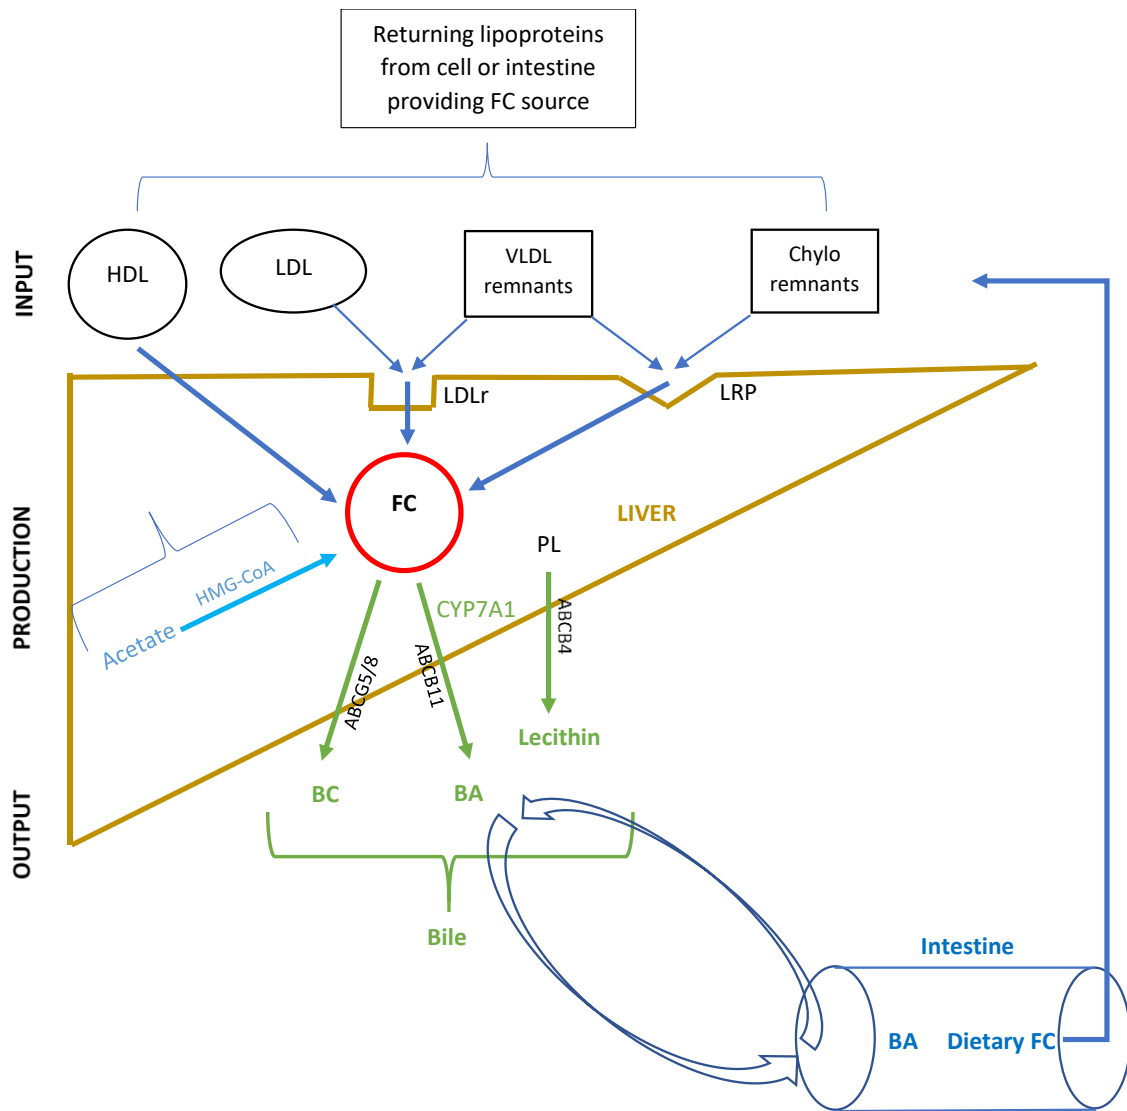 Returning lipoproteins
from cell or intestine
providing FC source
INPUT
HDL
LDL
VLDL
remnants
Chylo
remnants
LDLr
LRP
PRODUCTION
FC
LIVER
PL
HMG-CoA
Acetate
CYP7A1
ABCG5/8
ABCB11
ABCB4
Lecithin
OUTPUT
BC
BA
Bile
Intestine
BA
Dietary FC